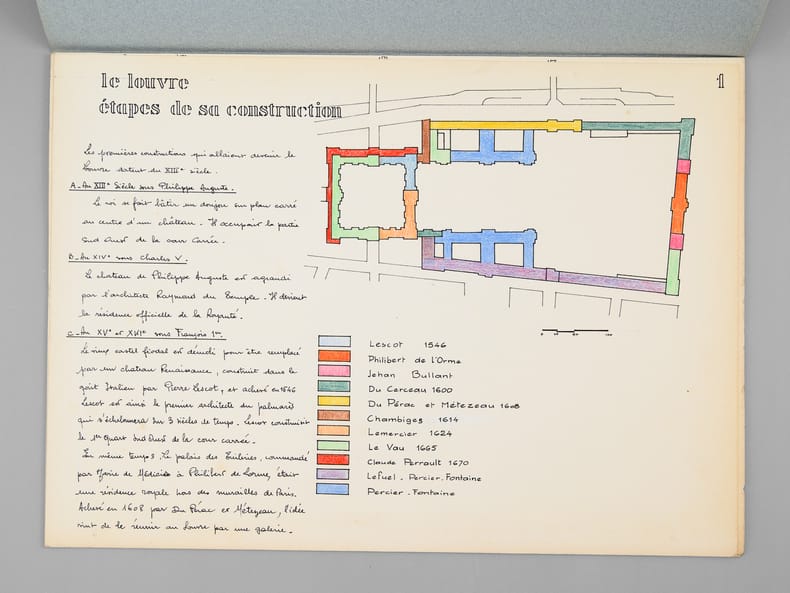 le louvre
étapes de sa construction
1
Les premières constructions qui allaient devenir le
Louvre datent du XIIIe siècle.
A - Au XIIIe Siècle sous Philippe Auguste.
Le roi se fait bâtir un donjon sur plan carré
au centre d'un château. Il occupait la partie
Sud Ouest de la cour Carrée.
B - Au XIVe sous Charles V.
Le chateau de Philippe Auguste est agrandi
par l'architecte Raymond du Temple. Il devient
la résidence officielle de la Royauté.
C - Au XVe et XVIe sous François 1er.
Le vieux castel féodal est démoli pour être remplacé
par un chateau Renaissance, construit dans le
goût Italien par Pierre Lescot, et achevé en 1546
Lescot est ainsi le premier architecte du palmarès
qui s'échelonnera sur 3 siècles de temps. Lescot construisit
le 1er quart Sud Ouest de la cour carrée.
En même temps, le palais des Tuileries, commandé
par Marie de Médicis à Philibert de Lorme, était
une résidence royale hors des murailles de Paris.
Achevé en 1608 par Du Pérac et Métezeau, l'idée
vint de le réunir au Louvre par une galerie.
Lescot 1546
Philibert de l'Orme
Jehan Bullant
Du Cerceau 1600
Du Pérac et Métezeau 1608
Chambiges 1614
Lemercier 1624
Le Vau 1665
Claude Perrault 1670
Lefuel - Percier. Fontaine
Percier - Fontaine